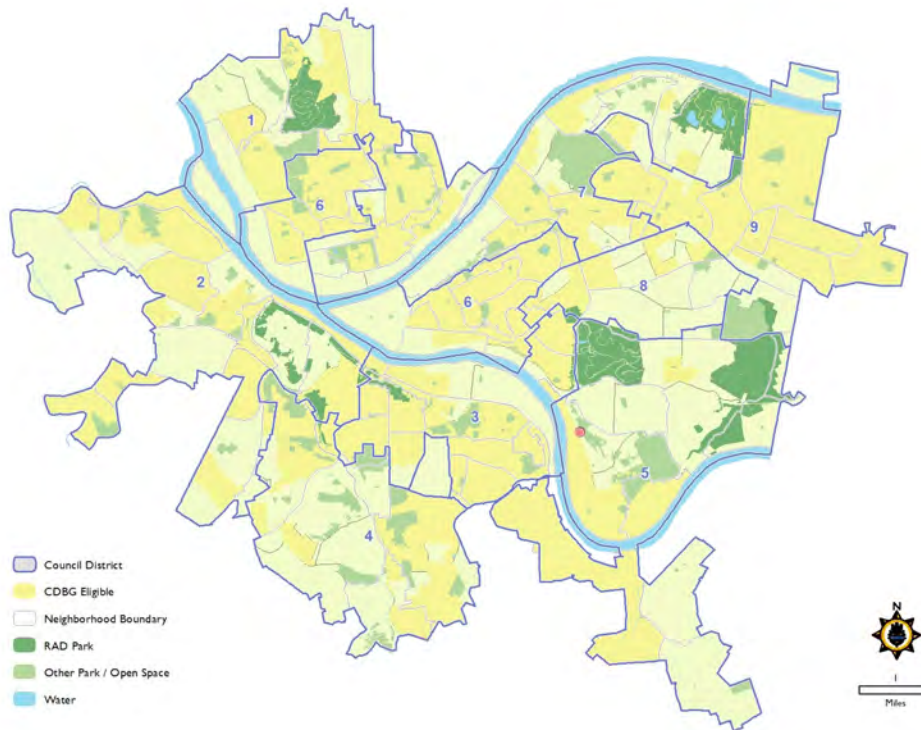 1
6
7
9
2
6
8
3
5
4
Council District
CDBG Eligible
Neighborhood Boundary
RAD Park
Other Park / Open Space
Water
N
1
Miles